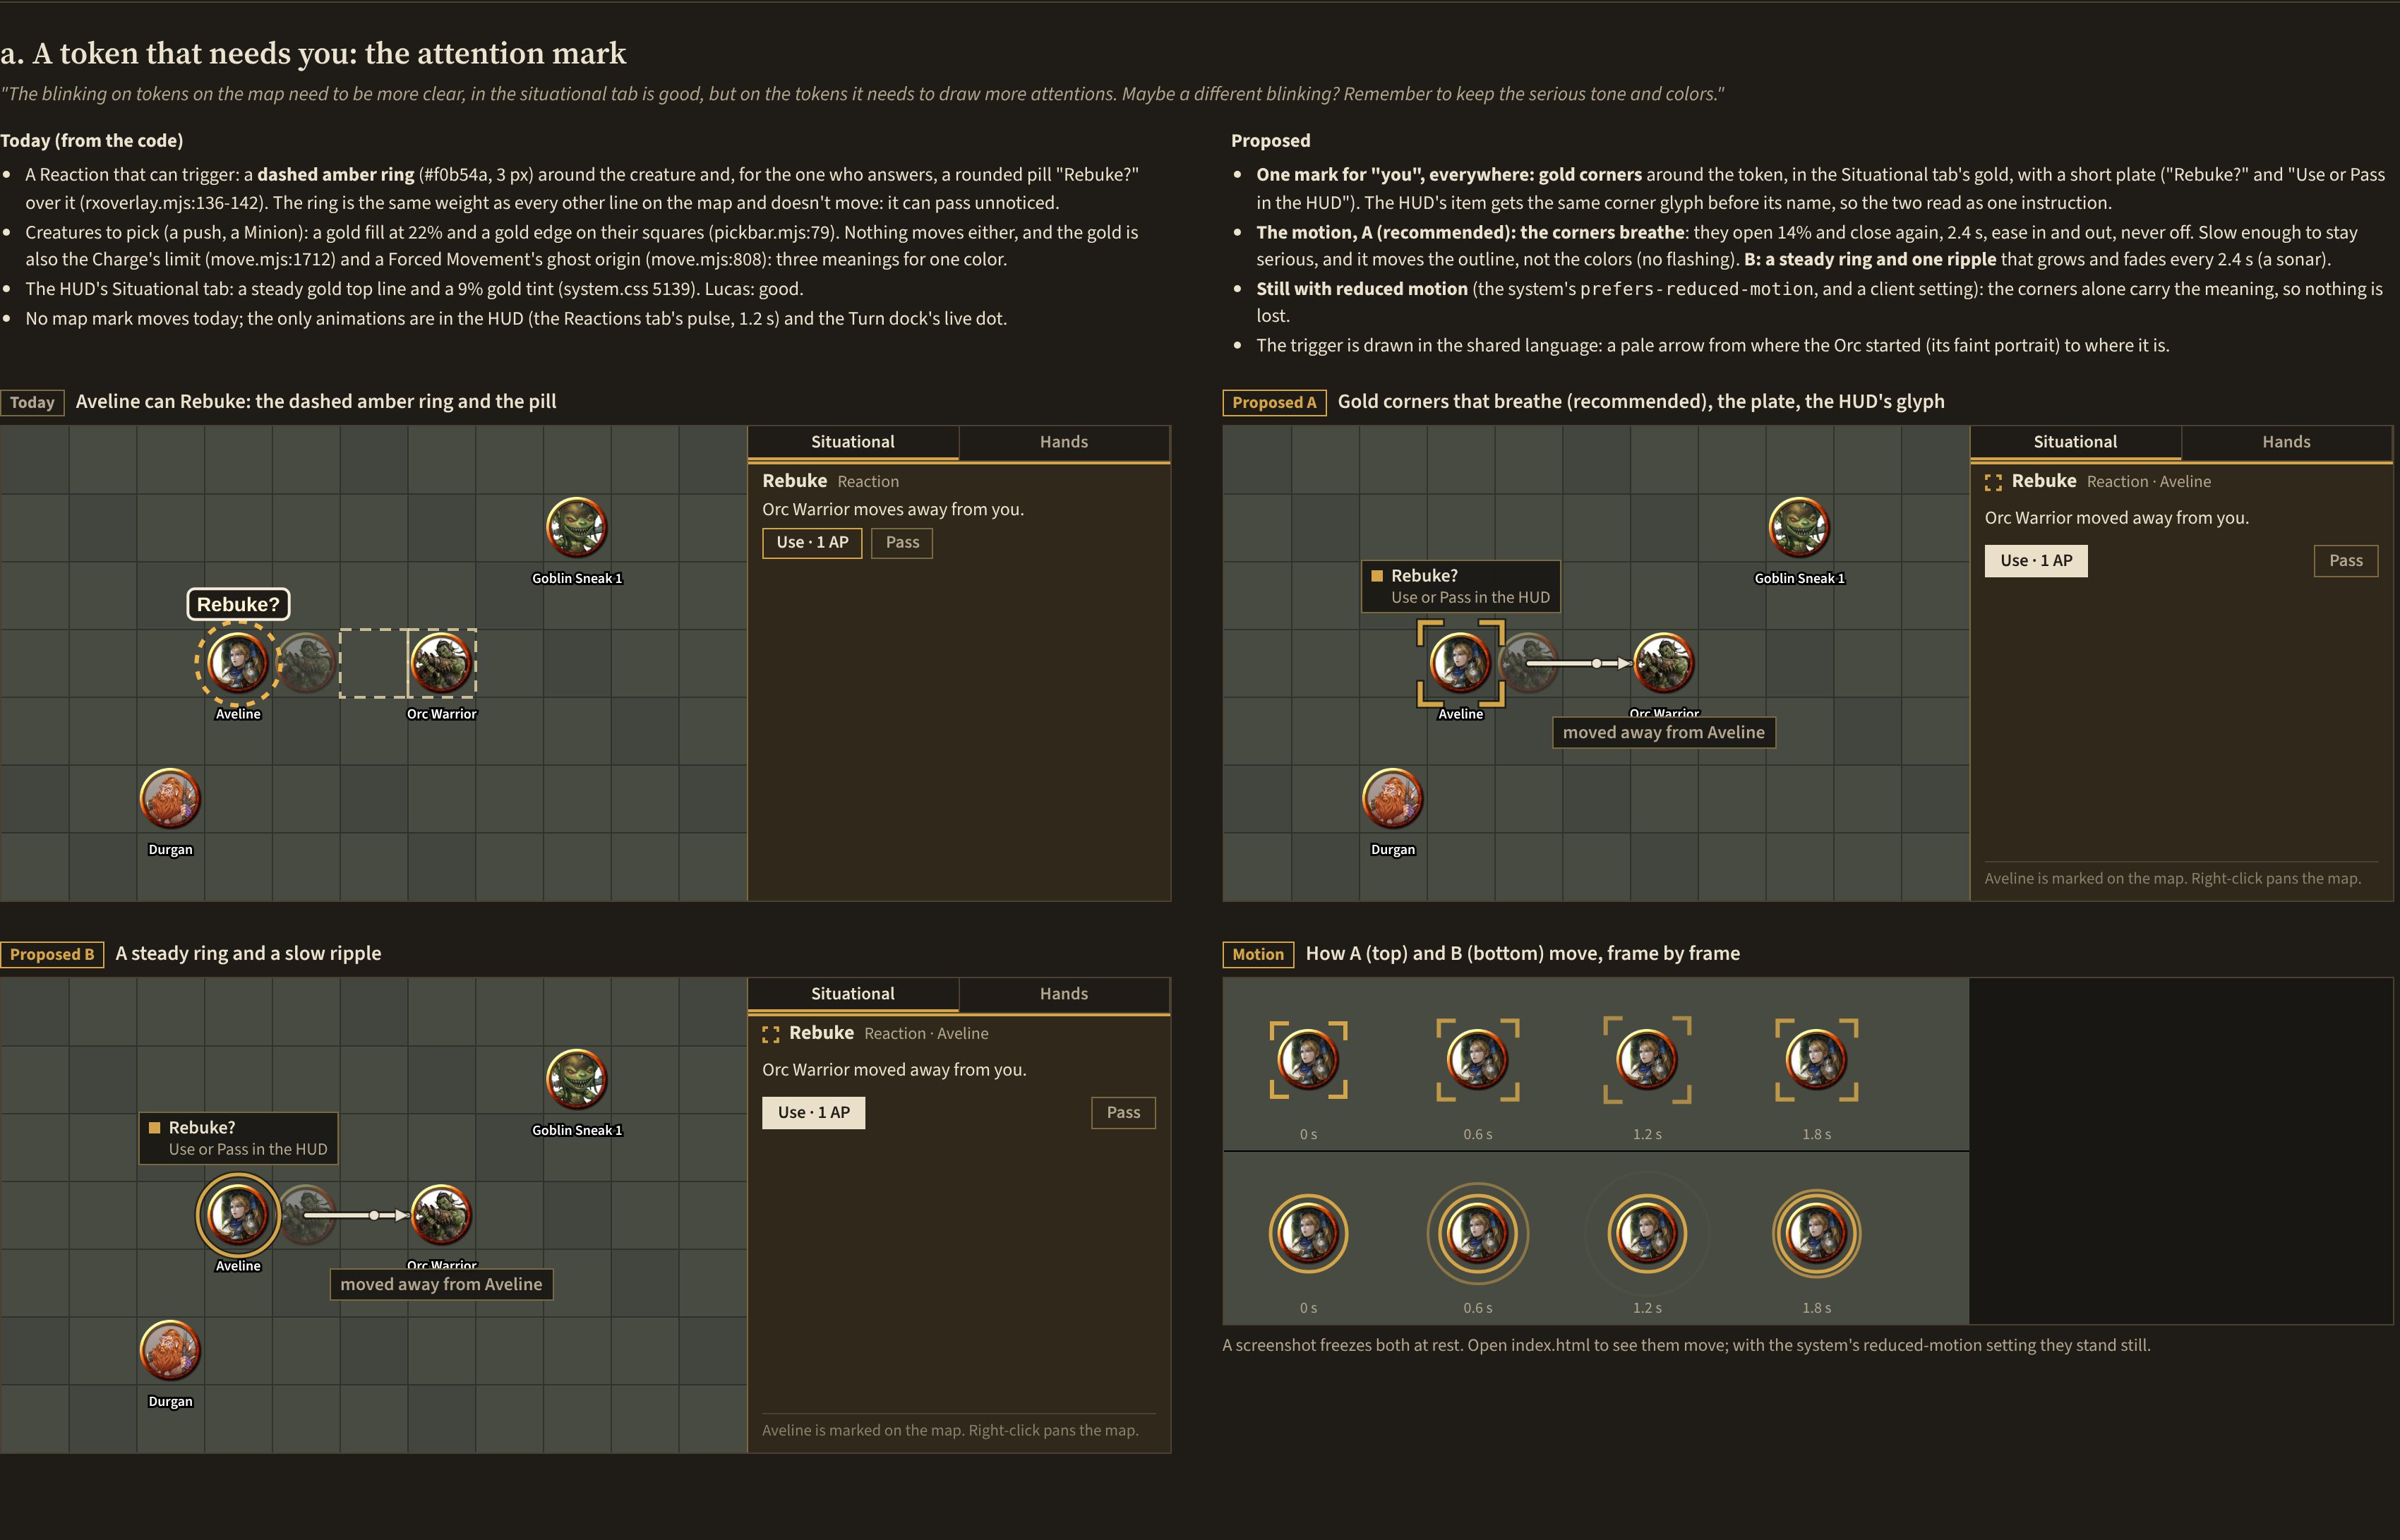 a. A token that needs you: the attention mark
"The blinking on tokens on the map need to be more clear, in the situational tab is good, but on the tokens it needs to draw more attentions. Maybe a different blinking? Remember to keep the serious tone and colors."
Today (from the code)
• A Reaction that can trigger: a dashed amber ring (#f0b54a, 3 px) around the creature and, for the one who answers, a rounded pill "Rebuke?"
over it (rxoverlay.mjs:136-142). The ring is the same weight as every other line on the map and doesn't move: it can pass unnoticed.
• Creatures to pick (a push, a Minion): a gold fill at 22% and a gold edge on their squares (pickbar.mjs:79). Nothing moves either, and the gold is
also the Charge's limit (move.mjs:1712) and a Forced Movement's ghost origin (move.mjs:808): three meanings for one color.
• The HUD's Situational tab: a steady gold top line and a 9% gold tint (system.css 5139). Lucas: good.
• No map mark moves today; the only animations are in the HUD (the Reactions tab's pulse, 1.2 s) and the Turn dock's live dot.
Proposed
• One mark for "you", everywhere: gold corners around the token, in the Situational tab's gold, with a short plate ("Rebuke?" and "Use or Pass
in the HUD"). The HUD's item gets the same corner glyph before its name, so the two read as one instruction.
• The motion, A (recommended): the corners breathe: they open 14% and close again, 2.4 s, ease in and out, never off. Slow enough to stay
serious, and it moves the outline, not the colors (no flashing). B: a steady ring and one ripple that grows and fades every 2.4 s (a sonar).
• Still with reduced motion (the system's prefers-reduced-motion, and a client setting): the corners alone carry the meaning, so nothing is
lost.
• The trigger is drawn in the shared language: a pale arrow from where the Orc started (its faint portrait) to where it is.
Today Aveline can Rebuke: the dashed amber ring and the pill
Situational Hands
Rebuke Reaction
Orc Warrior moves away from you.
Use · 1 AP Pass
Goblin Sneak 1
Rebuke?
Aveline
Orc Warrior
Durgan
Proposed A Gold corners that breathe (recommended), the plate, the HUD's glyph
Situational Hands
Rebuke Reaction · Aveline
Orc Warrior moved away from you.
Use · 1 AP Pass
Goblin Sneak 1
Rebuke?
Use or Pass in the HUD
Aveline
Orc Warrior
moved away from Aveline
Durgan
Aveline is marked on the map. Right-click pans the map.
Proposed B A steady ring and a slow ripple
Situational Hands
Rebuke Reaction · Aveline
Orc Warrior moved away from you.
Use · 1 AP Pass
Goblin Sneak 1
Rebuke?
Use or Pass in the HUD
Aveline
Orc Warrior
moved away from Aveline
Durgan
Aveline is marked on the map. Right-click pans the map.
Motion How A (top) and B (bottom) move, frame by frame
0 s 0.6 s 1.2 s 1.8 s
0 s 0.6 s 1.2 s 1.8 s
A screenshot freezes both at rest. Open index.html to see them move; with the system's reduced-motion setting they stand still.